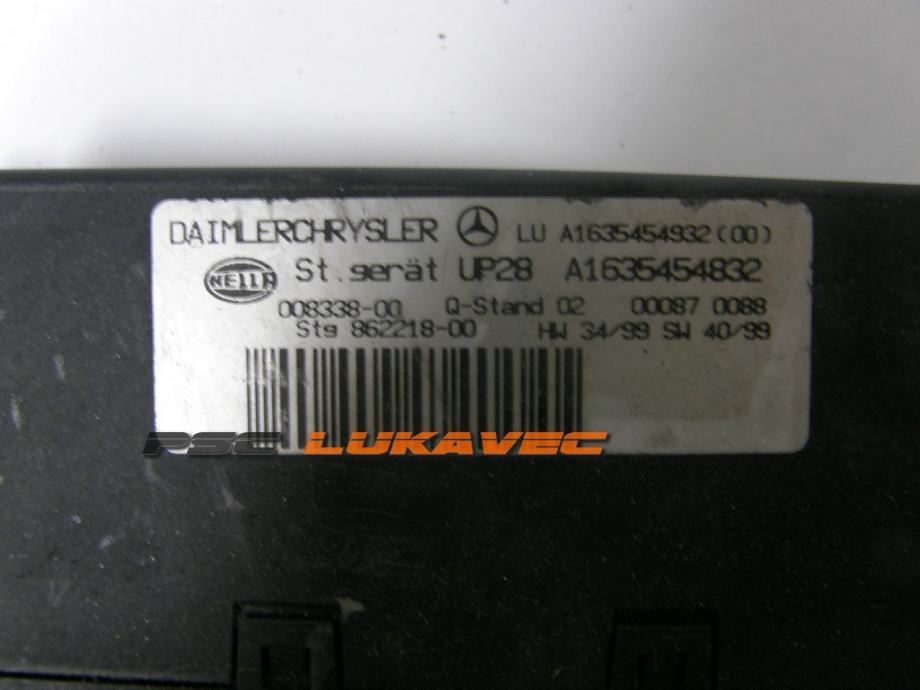 DAIMLERCHRYSLER LU A1635454932(00)
HELLA St.gerät UP28 A1635454832
008338-00 Q-Stand 02 00087 0088
Stg 862218-00 HW 34/99 SW 40/99
PSC LUKAVEC